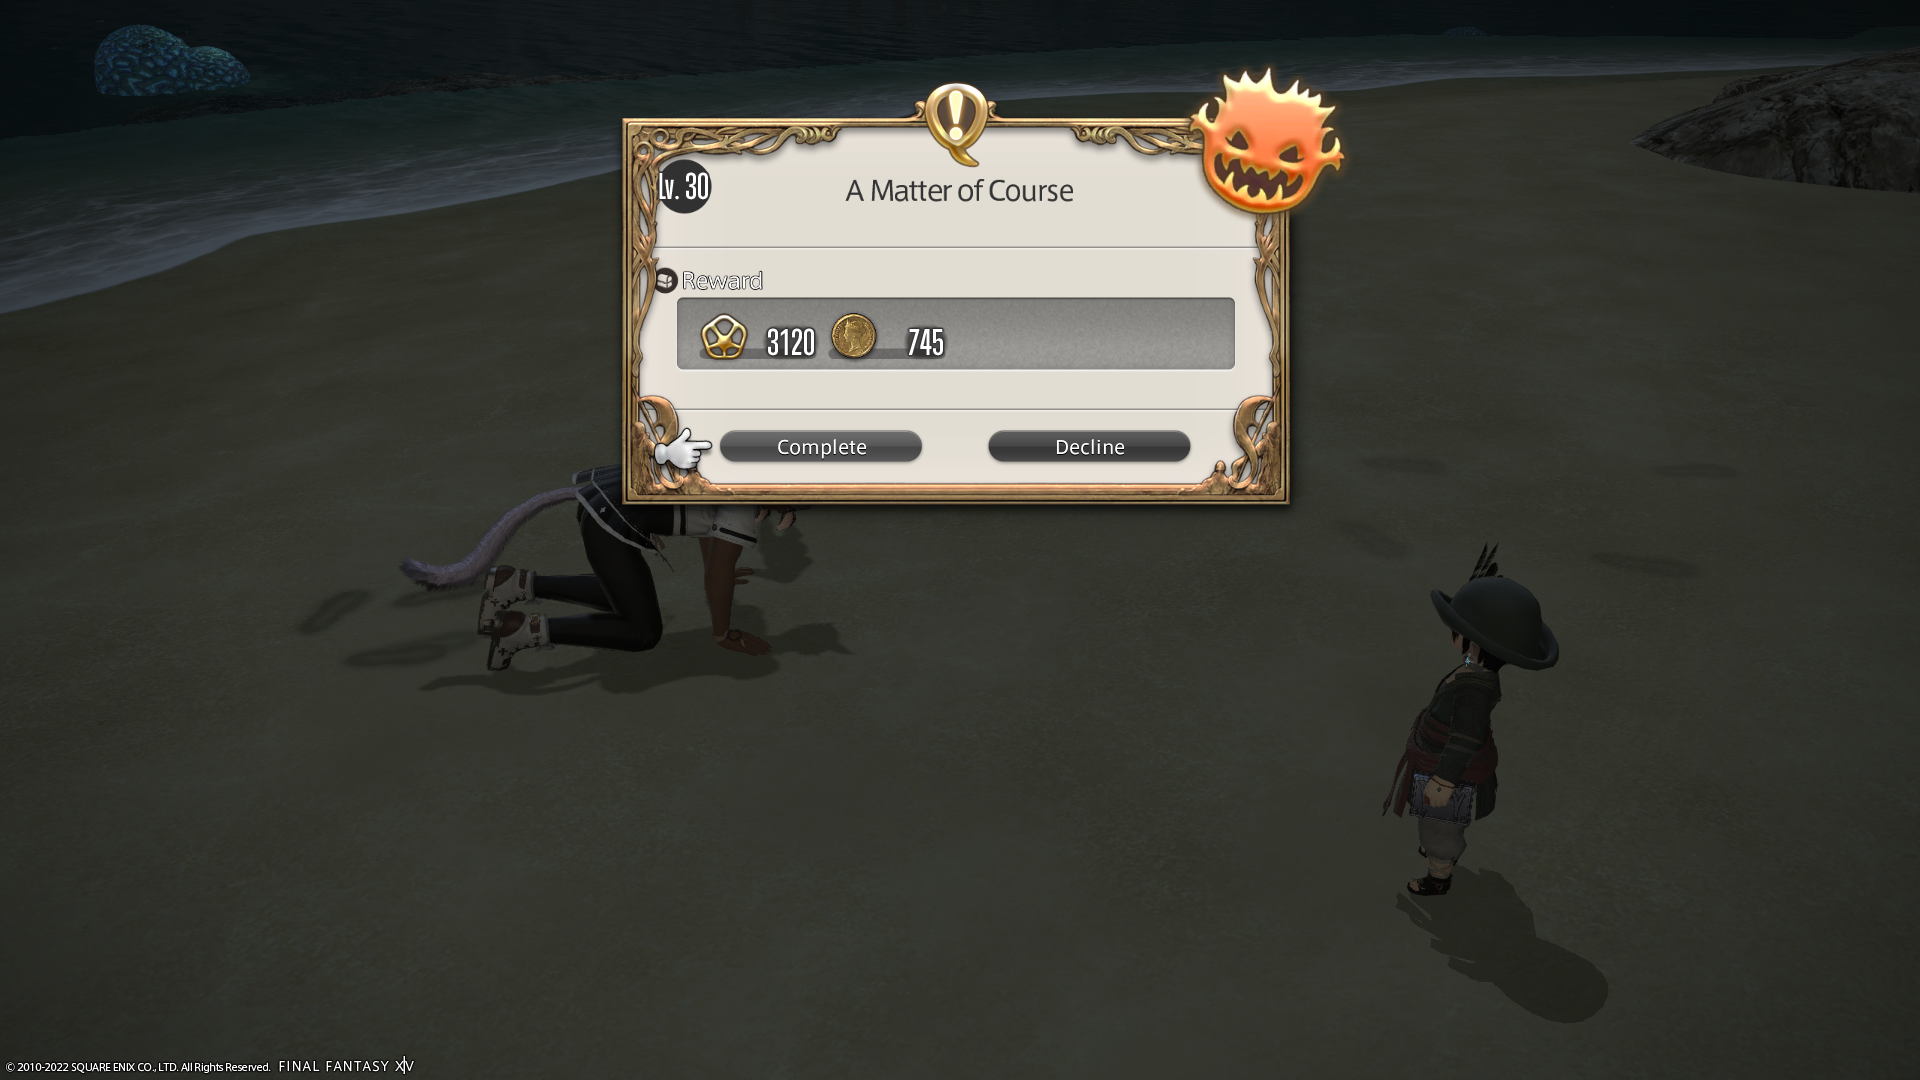 Lv. 30
A Matter of Course
Reward
3120 745
Complete Decline
© 2010-2022 SQUARE ENIX CO., LTD. All Rights Reserved. FINAL FANTASY XIV